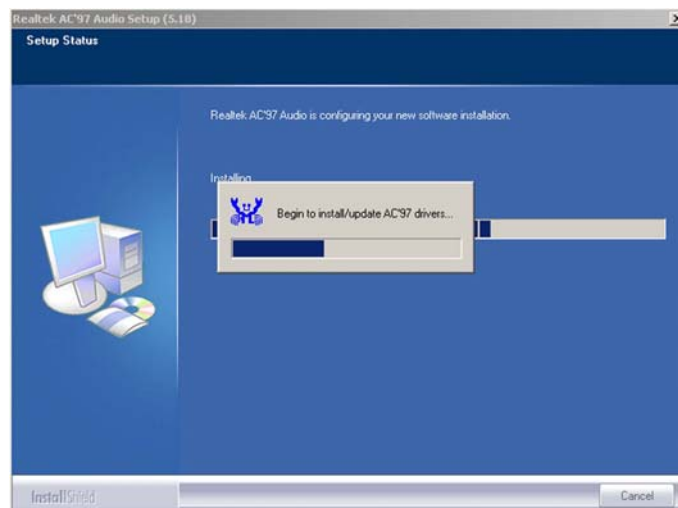 Realtek AC'97 Audio Setup (5.18)
Setup Status
Realtek AC'97 Audio is configuring your new software installation.
Installing
Begin to install/update AC'97 drivers...
InstallShield
Cancel